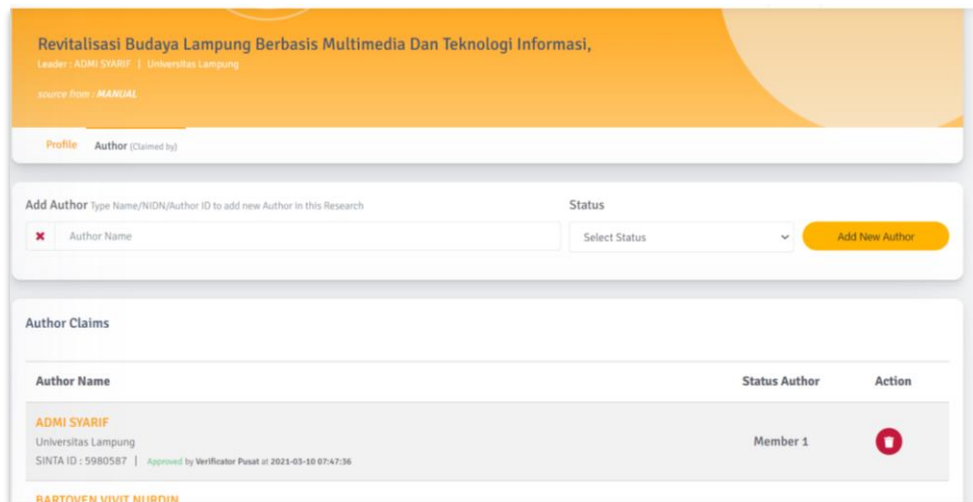 Revitalisasi Budaya Lampung Berbasis Multimedia Dan Teknologi Informasi,
Leader : ADMI SYARIF | Universitas Lampung
source from : MANUAL
Profile Author (Claimed by)
Add Author Type Name/NIDN/Author ID to add new Author in this Research
Status
Author Name
Select Status
Add New Author
Author Claims
Author Name Status Author Action
ADMI SYARIF
Universitas Lampung
Member 1
SINTA ID : 5980587 | Approved by Verificator Pusat at 2021-03-10 07:47:36
BARTOVEN VIVIT NURDIN